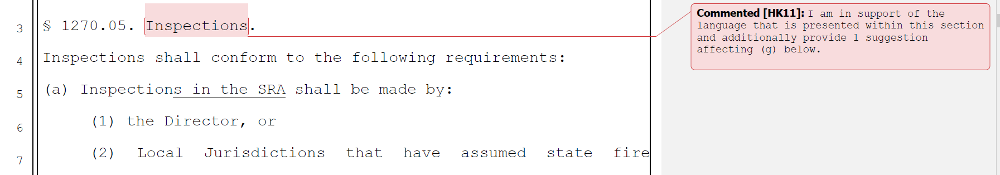 3 § 1270.05. Inspections.
4 Inspections shall conform to the following requirements:
5 (a) Inspections in the SRA shall be made by:
6 (1) the Director, or
7 (2) Local Jurisdictions that have assumed state fire
Commented [HK11]: I am in support of the
language that is presented within this section
and additionally provide 1 suggestion
affecting (g) below.